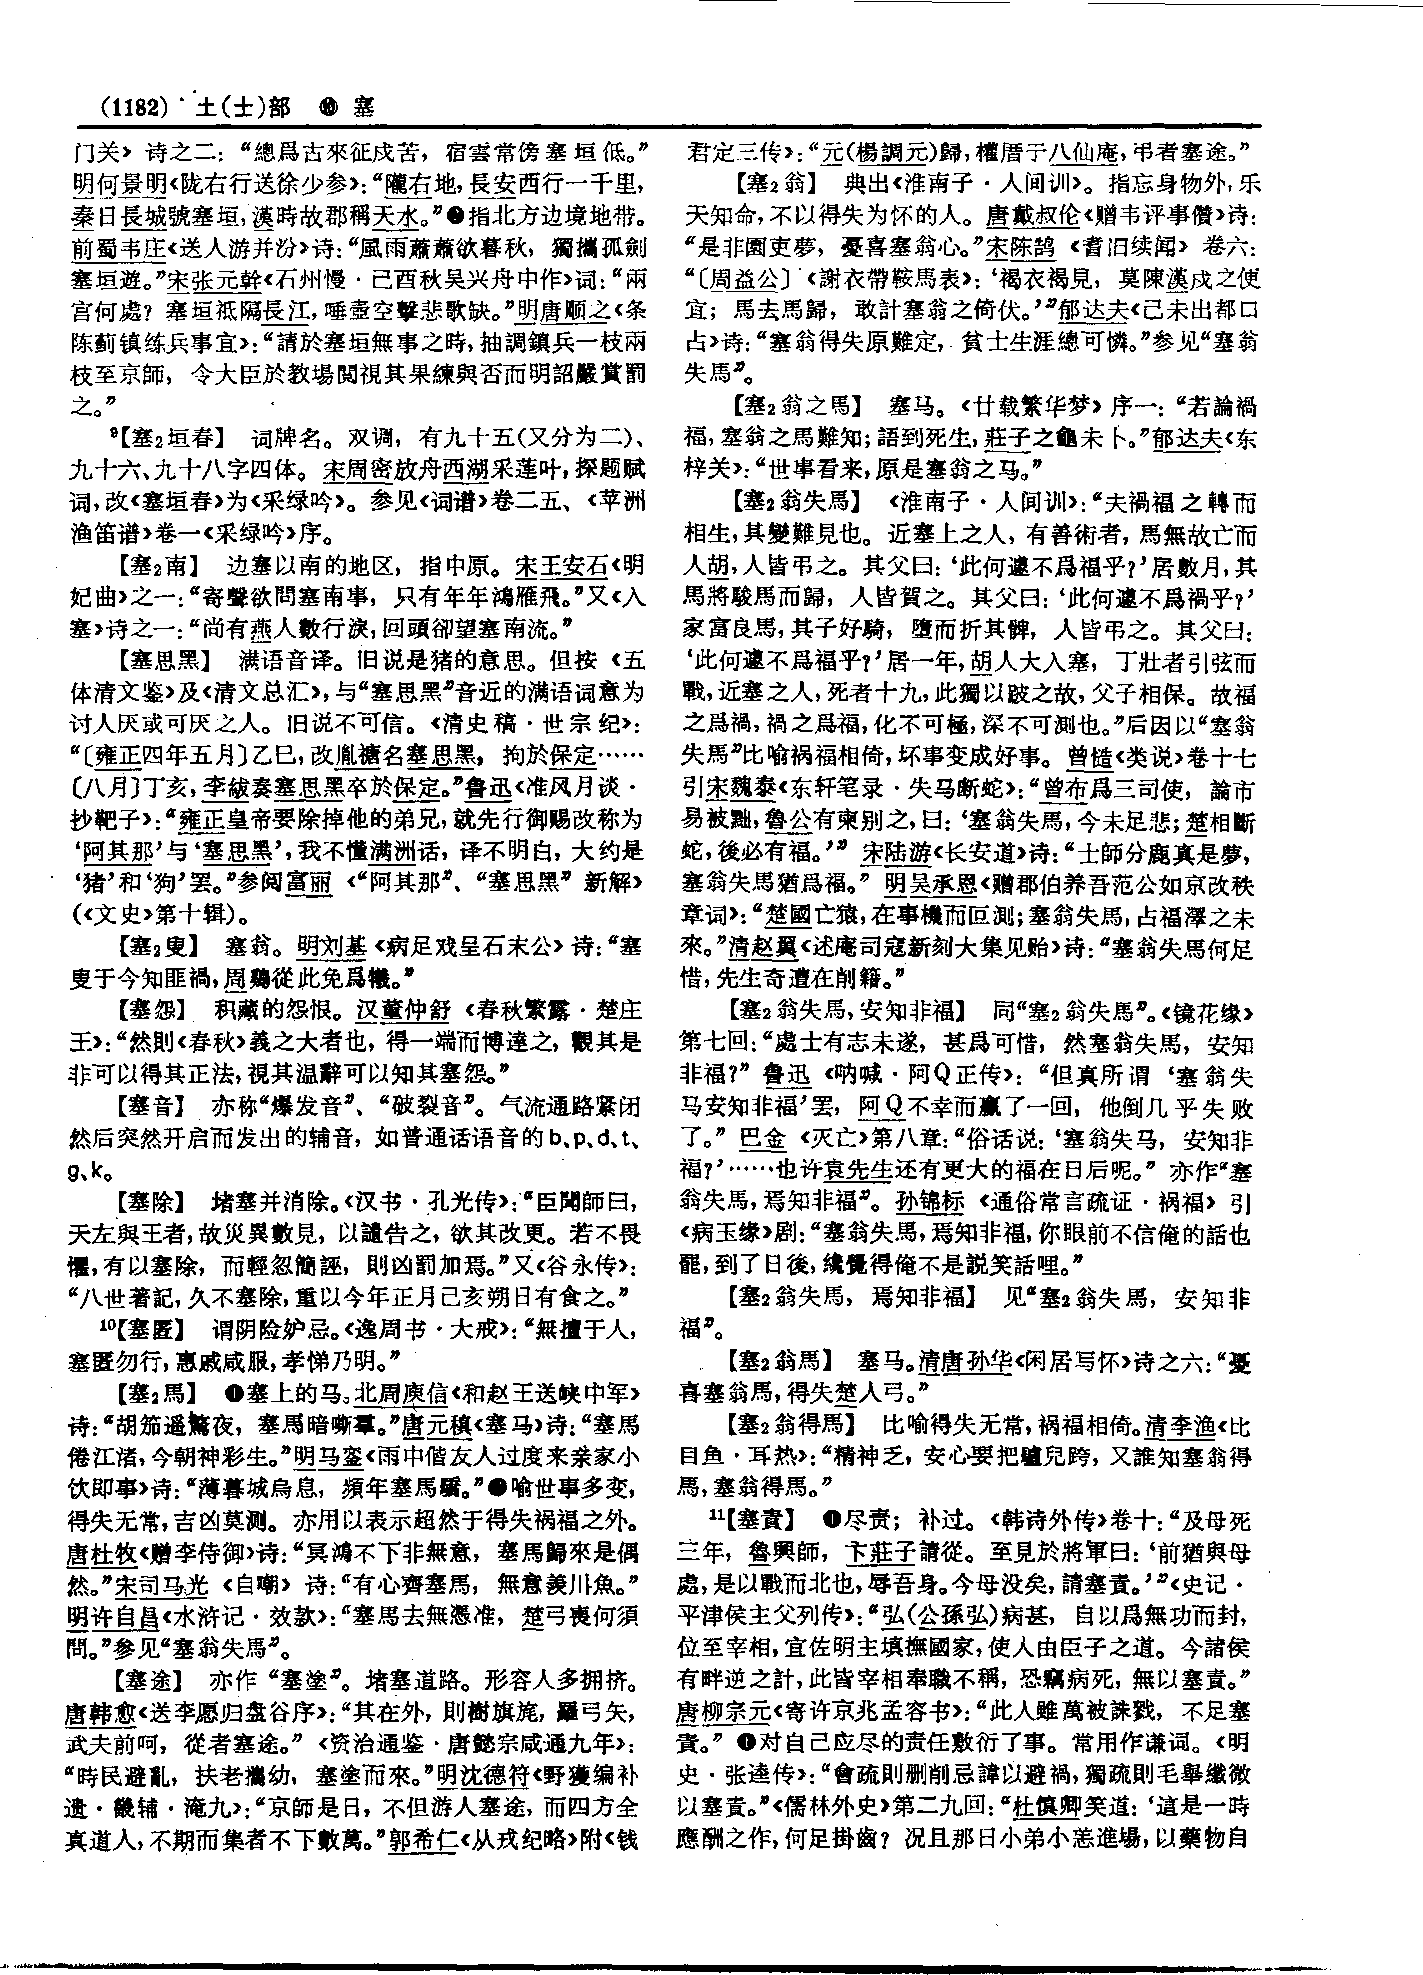 (1182) 土(士)部 ⑩ 塞
门关》诗之二：“總爲古來征戍苦，宿雲常傍塞垣低。”
明何景明《陇右行送徐少参》：“隴右地，長安西行一千里，
秦日長城號塞垣，漢時故郡稱天水。”❷指北方边境地带。
前蜀韦庄《送人游并汾》诗：“風雨蕭蕭欲暮秋，獨攜孤劍
塞垣遊。”宋张元幹《石州慢·己酉秋吴兴舟中作》词：“兩
宫何處？塞垣祇隔長江，唾壺空擊悲歌缺。”明唐顺之《条
陈蓟镇练兵事宜》：“請於塞垣無事之時，抽調鎮兵一枝兩
枝至京師，令大臣於教場閲視其果練與否而明詔嚴賞罰
之。”
9【塞2垣春】 词牌名。双调，有九十五(又分为二)、
九十六、九十八字四体。宋周密放舟西湖采莲叶，探题赋
词，改《塞垣春》为《采绿吟》。参见《词谱》卷二五、《苹洲
渔笛谱》卷一《采绿吟》序。
【塞2南】 边塞以南的地区，指中原。宋王安石《明
妃曲》之一：“寄聲欲問塞南事，只有年年鴻雁飛。”又《入
塞》诗之一：“尚有燕人數行淚，回頭卻望塞南流。”
【塞思黑】 满语音译。旧说是猪的意思。但按《五
体清文鉴》及《清文总汇》，与“塞思黑”音近的满语词意为
讨人厌或可厌之人。旧说不可信。《清史稿·世宗纪》：
“〔雍正四年五月〕乙巳，改胤禟名塞思黑，拘於保定……
〔八月〕丁亥，李紱奏塞思黑卒於保定。”鲁迅《准风月谈·
抄靶子》：“雍正皇帝要除掉他的弟兄，就先行御赐改称为
‘阿其那’与‘塞思黑’，我不懂满洲话，译不明白，大约是
‘猪’和‘狗’罢。”参阅富丽《“阿其那”、“塞思黑”新解》
(《文史》第十辑)。
【塞2叟】 塞翁。明刘基《病足戏呈石末公》诗：“塞
叟于今知匪禍，周鷄從此免爲犧。”
【塞怨】 积藏的怨恨。汉董仲舒《春秋繁露·楚庄
王》：“然則《春秋》義之大者也，得一端而博達之，觀其是
非可以得其正法，視其温辭可以知其塞怨。”
【塞音】 亦称“爆发音”、“破裂音”。气流通路紧闭
然后突然开启而发出的辅音，如普通话语音的b、p、d、t、
g、k。
【塞除】 堵塞并消除。《汉书·孔光传》：“臣聞師曰，
天左與王者，故災異數見，以譴告之，欲其改更。若不畏
懼，有以塞除，而輕忽簡誣，則凶罰加焉。”又《谷永传》：
“八世著記，久不塞除，重以今年正月己亥朔日有食之。”
10【塞匿】 谓阴险妒忌。《逸周书·大戒》：“無擅于人，
塞匿勿行，惠戚咸服，孝悌乃明。”
【塞2馬】 ❶塞上的马。北周庾信《和赵王送峡中军》
诗：“胡笳遥驚夜，塞馬暗嘶羣。”唐元稹《塞马》诗：“塞馬
倦江渚，今朝神彩生。”明马銮《雨中偕友人过度来亲家小
饮即事》诗：“薄暮城烏息，頻年塞馬驕。”❷喻世事多变，
得失无常，吉凶莫测。亦用以表示超然于得失祸福之外。
唐杜牧《赠李侍御》诗：“冥鴻不下非無意，塞馬歸來是偶
然。”宋司马光《自嘲》诗：“有心齊塞馬，無意羨川魚。”
明许自昌《水浒记·效款》：“塞馬去無憑准，楚弓喪何須
問。”参见“塞翁失馬”。
【塞途】 亦作“塞塗”。堵塞道路。形容人多拥挤。
唐韩愈《送李愿归盘谷序》：“其在外，則樹旗旄，羅弓矢，
武夫前呵，從者塞途。”《资治通鉴·唐懿宗咸通九年》：
“時民避亂，扶老攜幼，塞塗而來。”明沈德符《野獲编补
遗·畿辅·淹九》：“京師是日，不但游人塞途，而四方全
真道人，不期而集者不下數萬。”郭希仁《从戎纪略》附《钱
君定三传》：“元(楊調元)歸，權厝于八仙庵，弔者塞途。”
【塞2翁】 典出《淮南子·人间训》。指忘身物外，乐
天知命，不以得失为怀的人。唐戴叔伦《赠韦评事儹》诗：
“是非園吏夢，憂喜塞翁心。”宋陈鹄《耆旧续闻》卷六：
“〔周益公〕《謝衣帶鞍馬表》：‘褐衣褐見，莫陳漢戍之便
宜；馬去馬歸，敢計塞翁之倚伏。’”郁达夫《己未出都口
占》诗：“塞翁得失原難定，貧士生涯總可憐。”参见“塞翁
失馬”。
【塞2翁之馬】 塞马。《廿载繁华梦》序一：“若論禍
福，塞翁之馬難知；語到死生，莊子之龜未卜。”郁达夫《东
梓关》：“世事看来，原是塞翁之马。”
【塞2翁失馬】 《淮南子·人间训》：“夫禍福之轉而
相生，其變難見也。近塞上之人，有善術者，馬無故亡而
入胡，人皆弔之。其父曰：‘此何遽不爲福乎？’居數月，其
馬將駿馬而歸，人皆賀之。其父曰：‘此何遽不爲禍乎？’
家富良馬，其子好騎，墮而折其髀，人皆弔之。其父曰：
‘此何遽不爲福乎？’居一年，胡人大入塞，丁壯者引弦而
戰，近塞之人，死者十九，此獨以跛之故，父子相保。故福
之爲禍，禍之爲福，化不可極，深不可測也。”后因以“塞翁
失馬”比喻祸福相倚，坏事变成好事。曾慥《类说》卷十七
引宋魏泰《东轩笔录·失马断蛇》：“曾布爲三司使，論市
易被黜，魯公有柬别之，曰：‘塞翁失馬，今未足悲；楚相斷
蛇，後必有福。’”宋陆游《长安道》诗：“士師分鹿真是夢，
塞翁失馬猶爲福。”明吴承恩《赠郡伯养吾范公如京改秩
章词》：“楚國亡猿，在事機而叵測；塞翁失馬，占福澤之未
來。”清赵翼《述庵司寇新刻大集见贻》诗：“塞翁失馬何足
惜，先生奇遭在削籍。”
【塞2翁失馬，安知非福】 同“塞2翁失馬”。《镜花缘》
第七回：“處士有志未遂，甚爲可惜，然塞翁失馬，安知
非福？”鲁迅《呐喊·阿Q正传》：“但真所谓‘塞翁失
马安知非福’罢，阿Q不幸而赢了一回，他倒几乎失败
了。”巴金《灭亡》第八章：“俗话说：‘塞翁失马，安知非
福？’……也许袁先生还有更大的福在日后呢。”亦作“塞
翁失馬，焉知非福”。孙锦标《通俗常言疏证·祸福》引
《病玉缘》剧：“塞翁失馬，焉知非福，你眼前不信俺的話也
罷，到了日後，纔覺得俺不是説笑話哩。”
【塞2翁失馬，焉知非福】 见“塞2翁失馬，安知非
福”。
【塞2翁馬】 塞马。清唐孙华《闲居写怀》诗之六：“憂
喜塞翁馬，得失楚人弓。”
【塞2翁得馬】 比喻得失无常，祸福相倚。清李渔《比
目鱼·耳热》：“精神乏，安心要把驢兒跨，又誰知塞翁得
馬，塞翁得馬。”
11【塞責】 ❶尽责；补过。《韩诗外传》卷十：“及母死
三年，魯興師，卞莊子請從。至見於將軍曰：‘前猶與母
處，是以戰而北也，辱吾身。今母没矣，請塞責。’”《史记·
平津侯主父列传》：“弘(公孫弘)病甚，自以爲無功而封，
位至宰相，宜佐明主填撫國家，使人由臣子之道。今諸侯
有畔逆之計，此皆宰相奉職不稱，恐竊病死，無以塞責。”
唐柳宗元《寄许京兆孟容书》：“此人雖萬被誅戮，不足塞
責。”❷对自己应尽的责任敷衍了事。常用作谦词。《明
史·张逵传》：“會疏則删削忌諱以避禍，獨疏則毛舉纖微
以塞責。”《儒林外史》第二九回：“杜慎卿笑道：‘這是一時
應酬之作，何足掛齒？况且那日小弟小恙進場，以藥物自